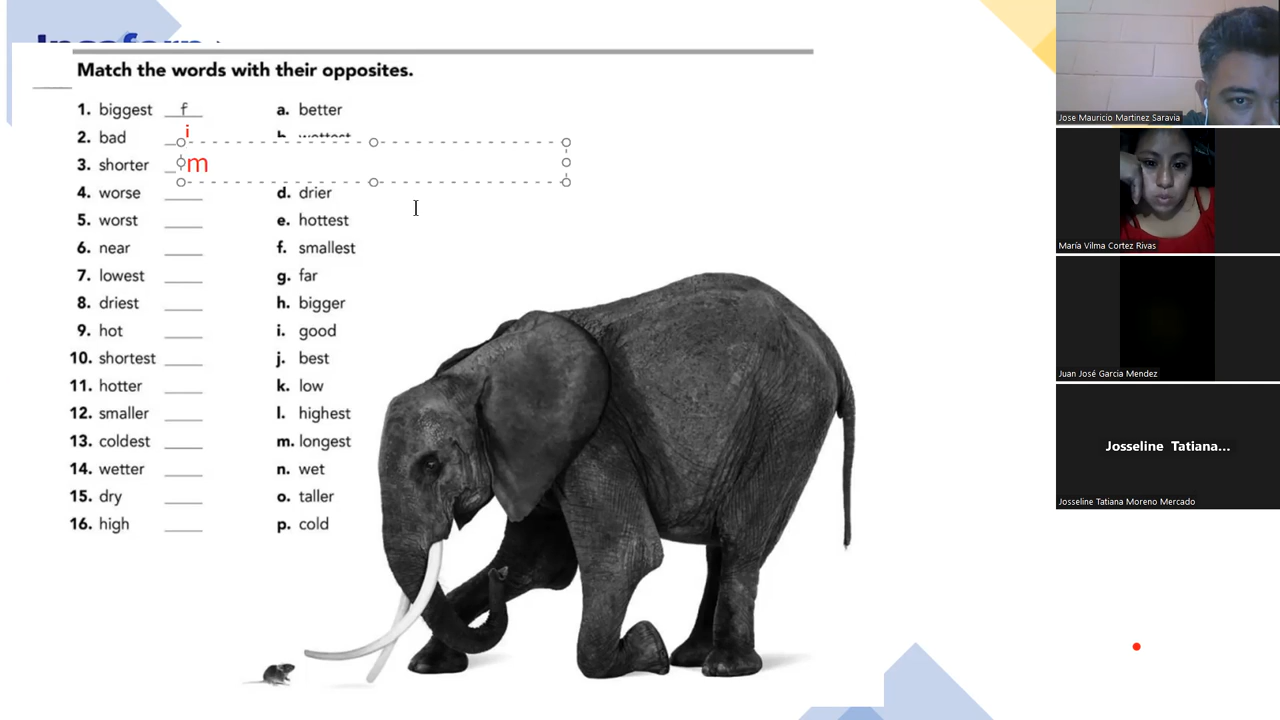 Match the words with their opposites.
1. biggest f a. better
2. bad i b. wettest
3. shorter m
4. worse d. drier
5. worst e. hottest
6. near f. smallest
7. lowest g. far
8. driest h. bigger
9. hot i. good
10. shortest j. best
11. hotter k. low
12. smaller l. highest
13. coldest m. longest
14. wetter n. wet
15. dry o. taller
16. high p. cold
Jose Mauricio Martinez Saravia
María Vilma Cortez Rivas
Juan José Garcia Mendez
Josseline Tatiana...
Josseline Tatiana Moreno Mercado